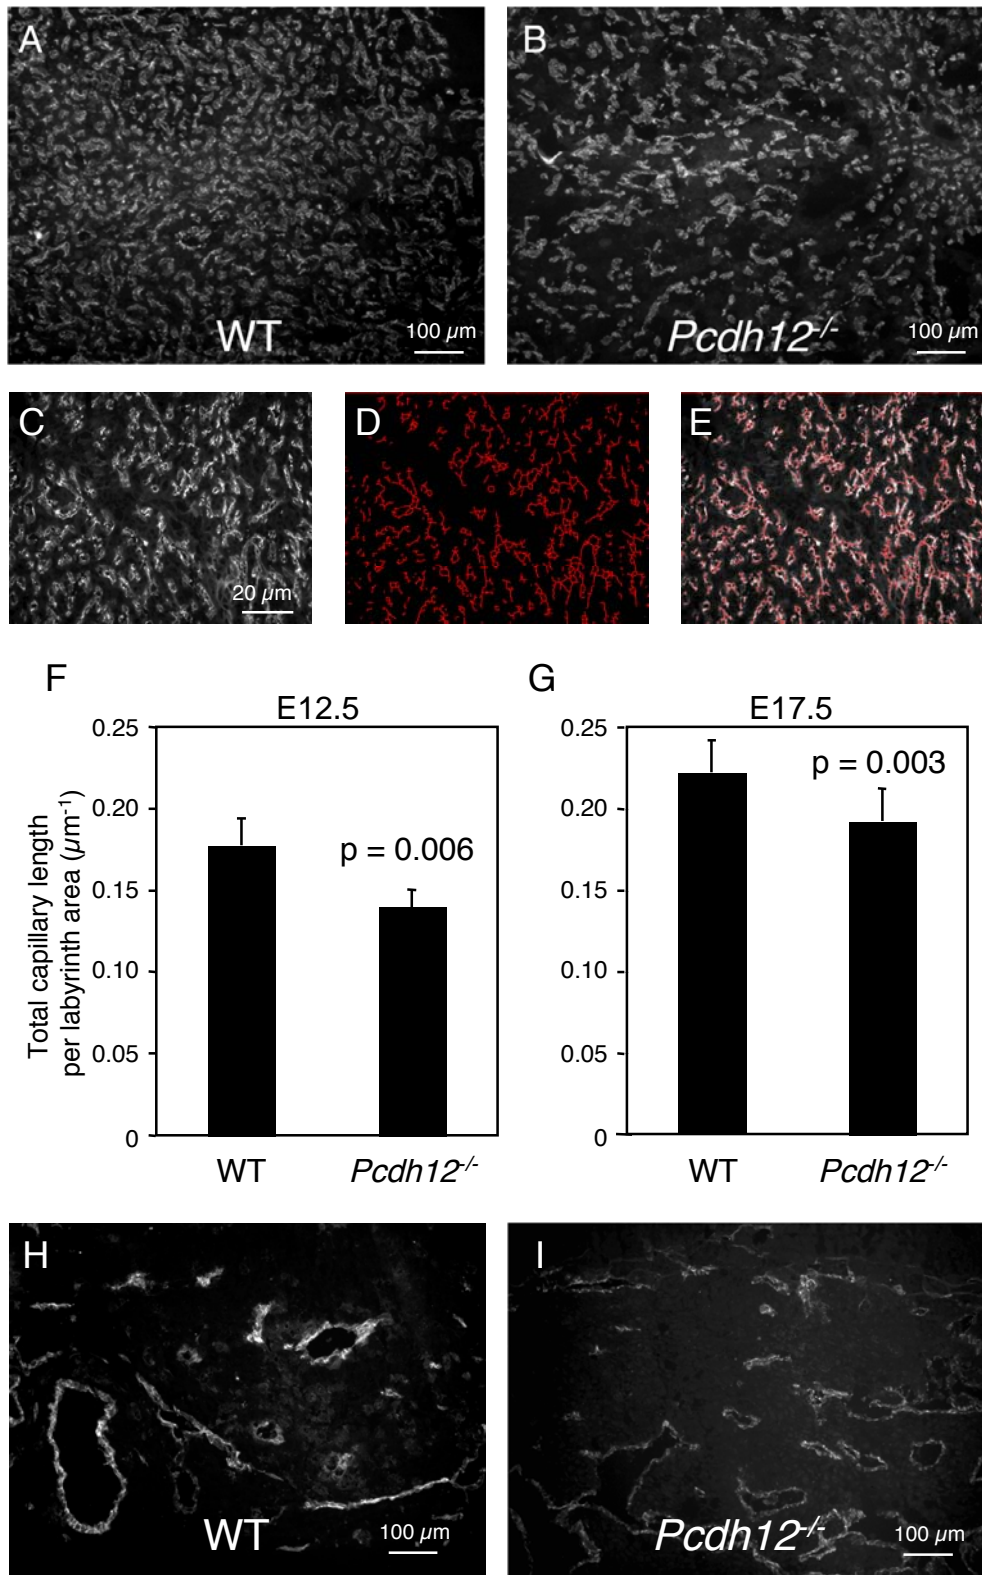 A
B
WT
100 µm
Pcdh12-/-
100 µm
C
D
E
20 µm
F
G
E12.5
E17.5
0.25
0.20
0.15
0.10
0.05
0
Total capillary length
per labyrinth area (µm-1)
p = 0.006
WT
Pcdh12-/-
0.25
0.20
0.15
0.10
0.05
0
p = 0.003
WT
Pcdh12-/-
H
I
WT
100 µm
Pcdh12-/-
100 µm